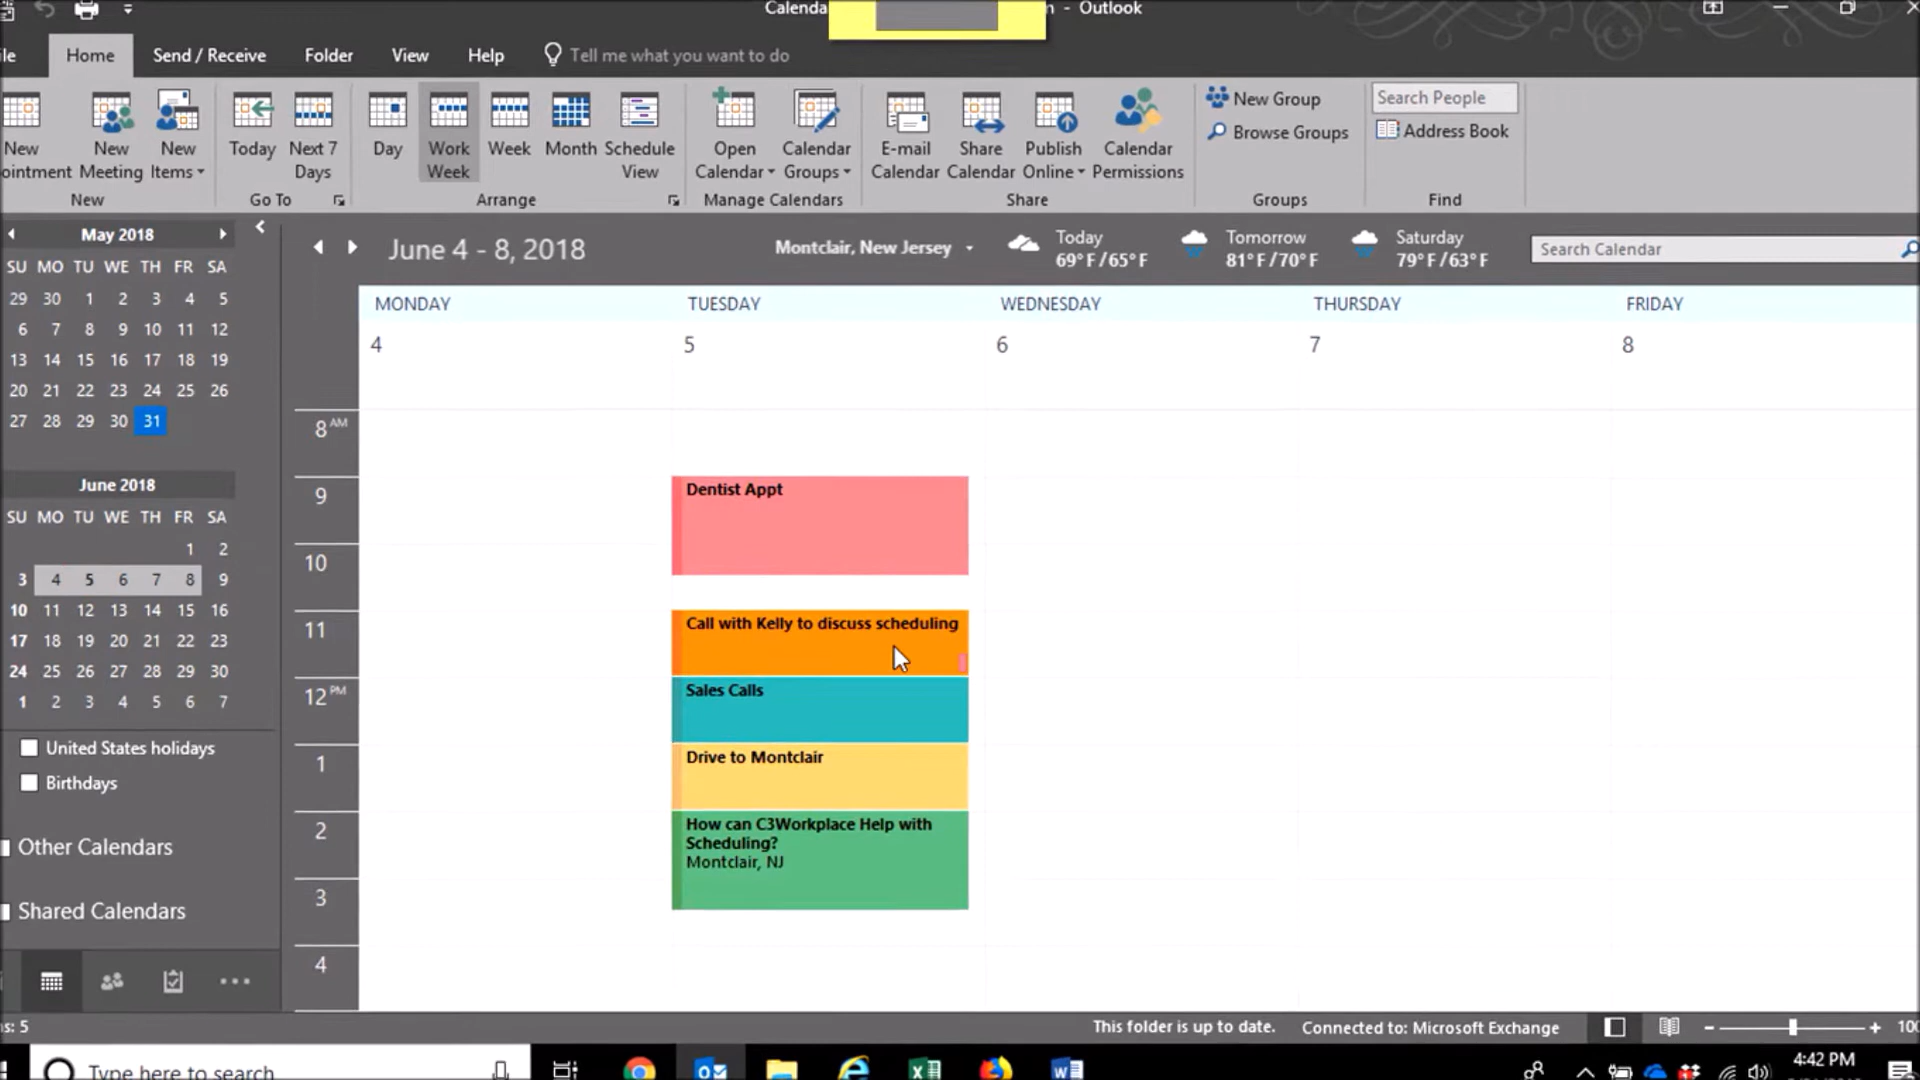 Calenda
n - Outlook
le
Home
Send / Receive
Folder
View
Help
Tell me what you want to do
New
ointment
New
Meeting
New
Items
New
Today
Next 7
Days
Go To
Day
Work
Week
Week
Month
Schedule
View
Arrange
Open
Calendar
Calendar
Groups
Manage Calendars
E-mail
Calendar
Share
Calendar
Publish
Online
Calendar
Permissions
Share
New Group
Browse Groups
Groups
Search People
Address Book
Find
May 2018
SU MO TU WE TH FR SA
29 30 1 2 3 4 5
6 7 8 9 10 11 12
13 14 15 16 17 18 19
20 21 22 23 24 25 26
27 28 29 30 31
June 2018
SU MO TU WE TH FR SA
1 2
3 4 5 6 7 8 9
10 11 12 13 14 15 16
17 18 19 20 21 22 23
24 25 26 27 28 29 30
1 2 3 4 5 6 7
United States holidays
Birthdays
Other Calendars
Shared Calendars
June 4 - 8, 2018
Montclair, New Jersey
Today
69°F/65°F
Tomorrow
81°F/70°F
Saturday
79°F/63°F
Search Calendar
MONDAY TUESDAY WEDNESDAY THURSDAY FRIDAY
4 5 6 7 8
8 AM
9
10
11
12 PM
1
2
3
4
Dentist Appt
Call with Kelly to discuss scheduling
Sales Calls
Drive to Montclair
How can C3Workplace Help with
Scheduling?
Montclair, NJ
ns: 5
This folder is up to date.
Connected to: Microsoft Exchange
100
Type here to search
4:42 PM